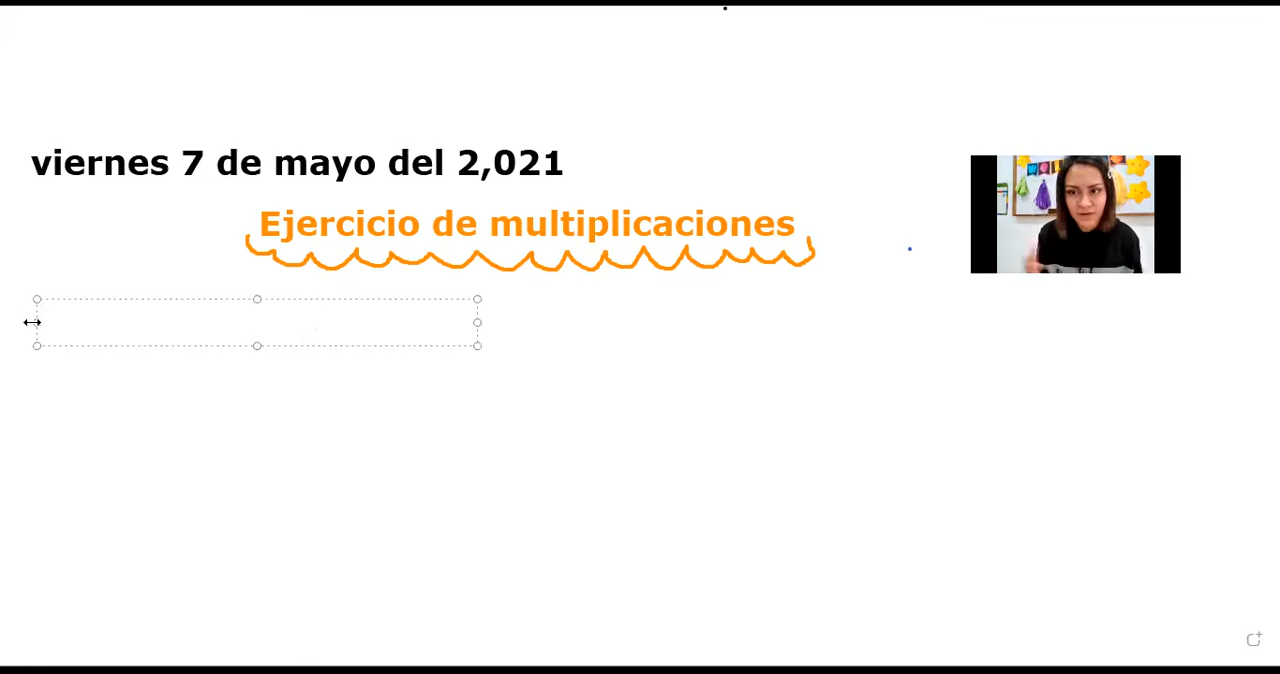 viernes 7 de mayo del 2,021
Ejercicio de multiplicaciones